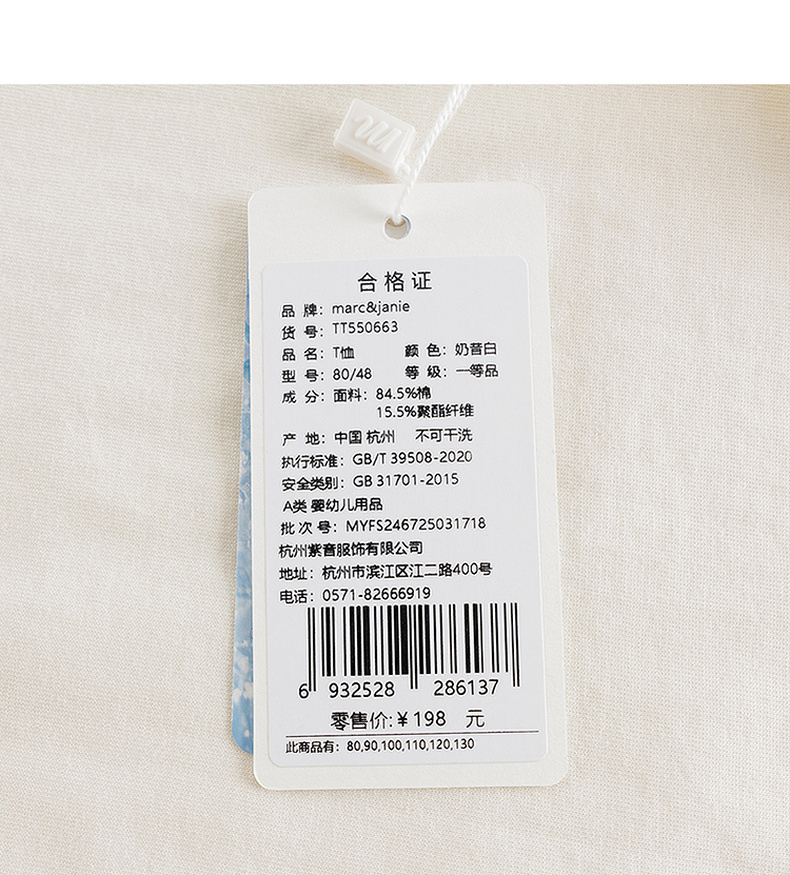 合格证
品 牌: marc&janie
货 号: TT550663
品 名: T恤 颜 色: 奶昔白
型 号: 80/48 等 级: 一等品
成 分: 面料: 84.5%棉
15.5%聚酯纤维
产 地: 中国 杭州 不可干洗
执行标准: GB/T 39508-2020
安全类别: GB 31701-2015
A类 婴幼儿用品
批 次 号: MYFS246725031718
杭州紫音服饰有限公司
地址: 杭州市滨江区江二路400号
电话: 0571-82666919
6 932528 286137
零售价:¥198 元
此商品有: 80,90,100,110,120,130